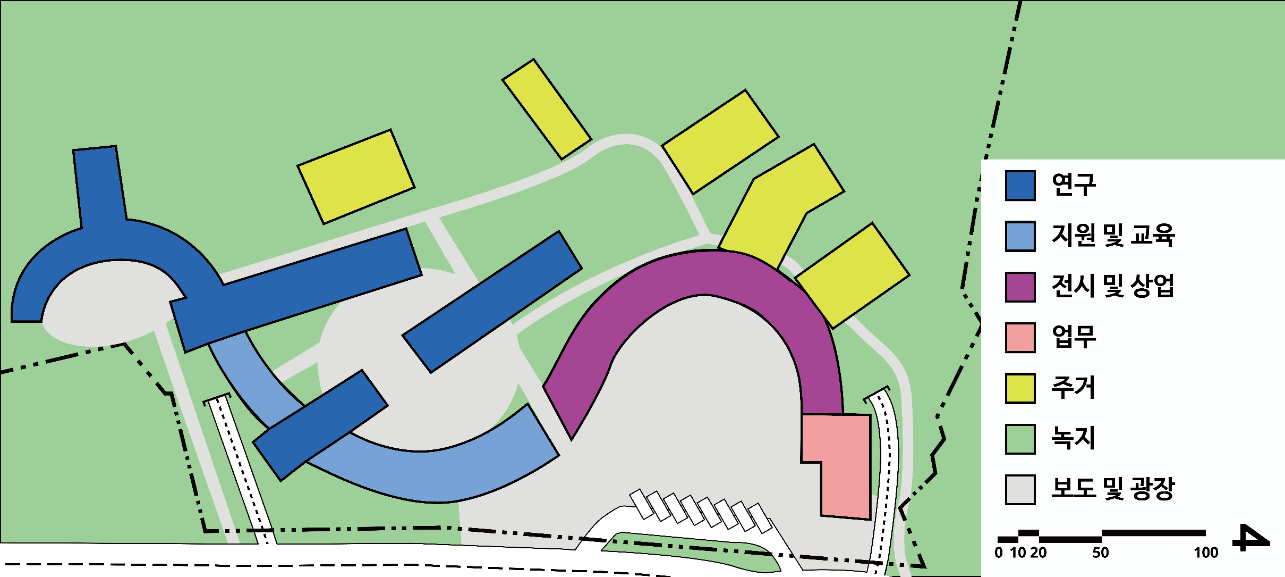 연구
지원 및 교육
전시 및 상업
업무
주거
녹지
보도 및 광장
0 10 20 50 100